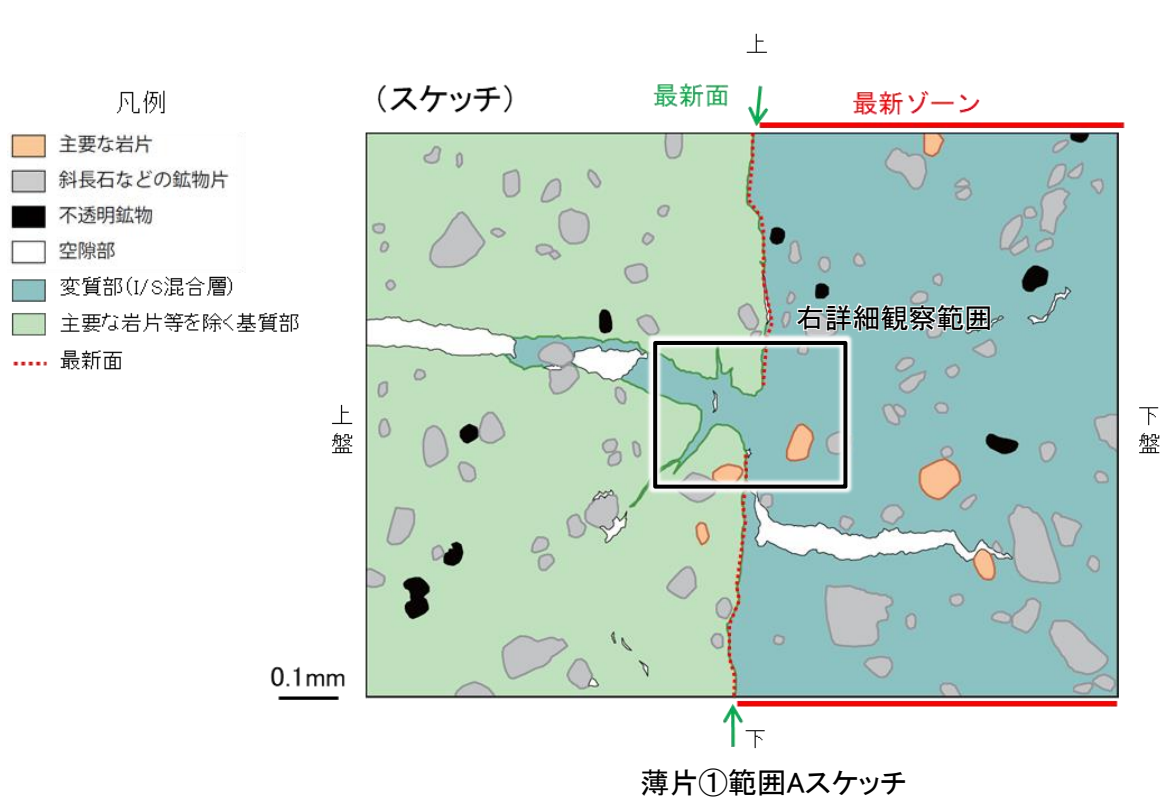 上
凡例
(スケッチ)
最新面
最新ゾーン
主要な岩片
斜長石などの鉱物片
不透明鉱物
空隙部
変質部(I/S混合層)
主要な岩片等を除く基質部
最新面
右詳細観察範囲
上盤
下盤
0.1mm
下
薄片①範囲Aスケッチ